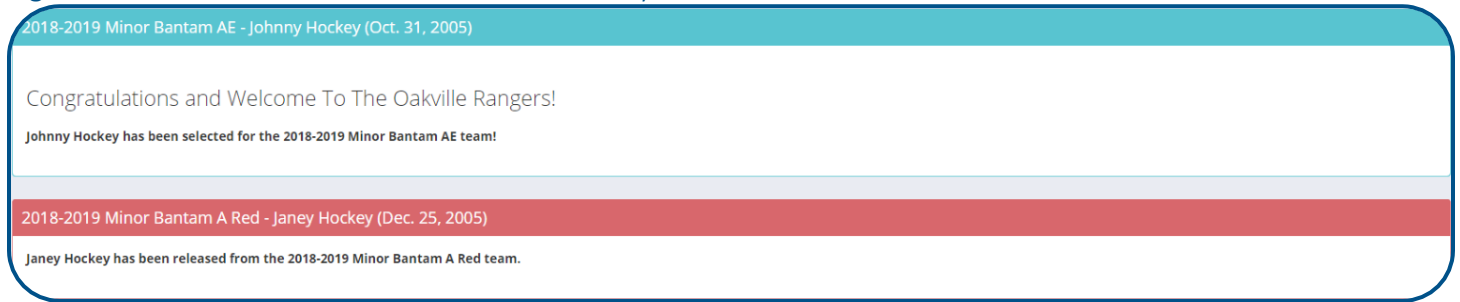 2018-2019 Minor Bantam AE - Johnny Hockey (Oct. 31, 2005)
Congratulations and Welcome To The Oakville Rangers!
Johnny Hockey has been selected for the 2018-2019 Minor Bantam AE team!
2018-2019 Minor Bantam A Red - Janey Hockey (Dec. 25, 2005)
Janey Hockey has been released from the 2018-2019 Minor Bantam A Red team.